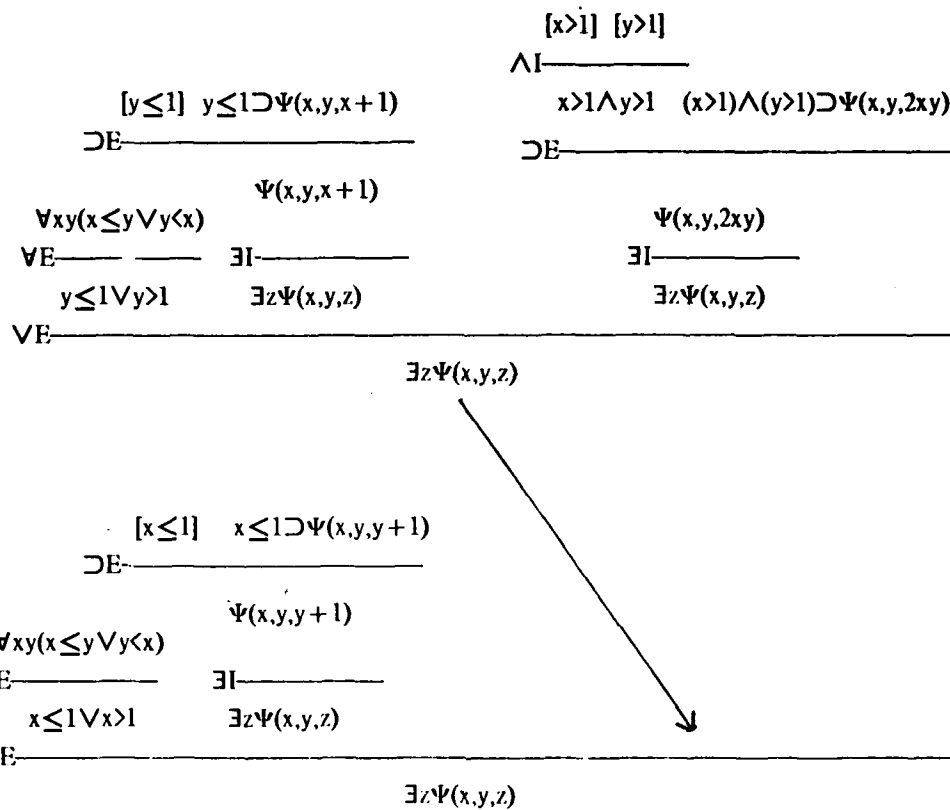 [x>1] [y>1]
∧I
[y≤1] y≤1⊃Ψ(x,y,x+1) x>1∧y>1 (x>1)∧(y>1)⊃Ψ(x,y,2xy)
⊃E ⊃E
Ψ(x,y,x+1)
∀xy(x≤y∨y<x) Ψ(x,y,2xy)
∀E ∃I ∃I
y≤1∨y>1 ∃zΨ(x,y,z) ∃zΨ(x,y,z)
∨E
∃zΨ(x,y,z)
[x≤1] x≤1⊃Ψ(x,y,y+1)
⊃E
Ψ(x,y,y+1)
∀xy(x≤y∨y<x)
E ∃I
x≤1∨x>1 ∃zΨ(x,y,z)
E
∃zΨ(x,y,z)